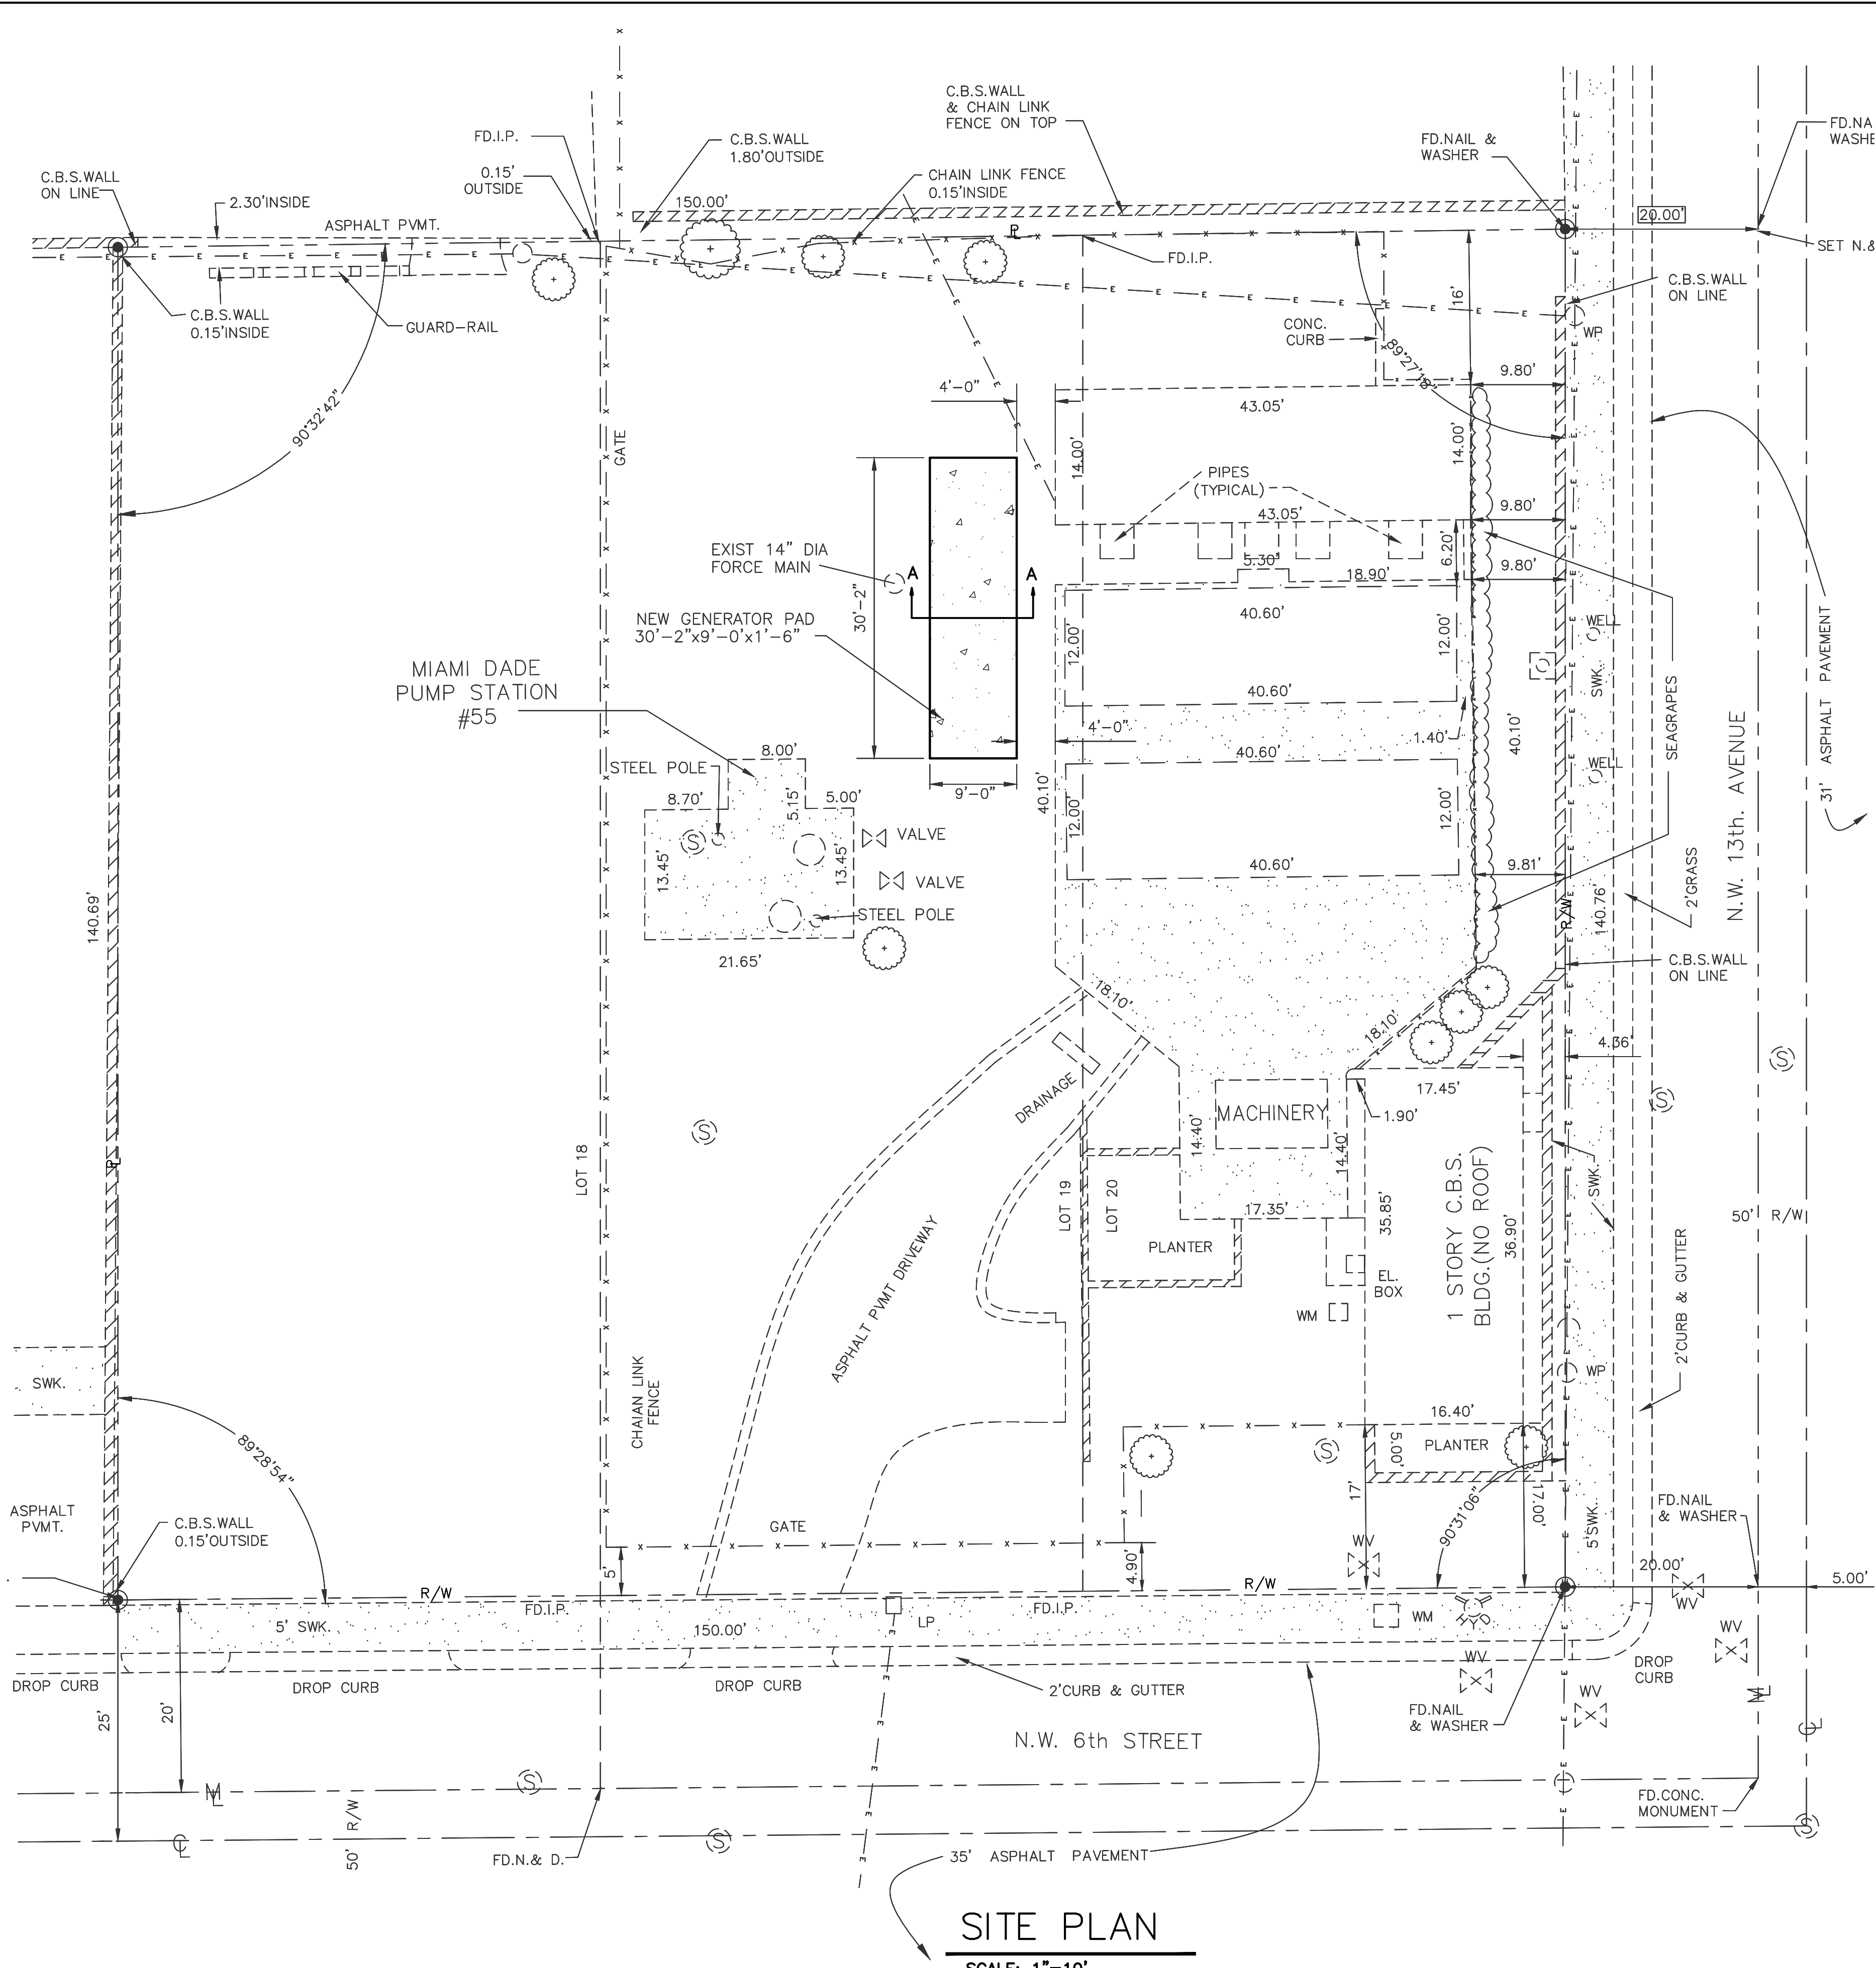 C.B.S.WALL
& CHAIN LINK
FENCE ON TOP
FD.I.P.
C.B.S.WALL
1.80'OUTSIDE
FD.NAIL &
WASHER
FD.NA
WASHE
C.B.S.WALL
ON LINE
0.15'
OUTSIDE
CHAIN LINK FENCE
0.15'INSIDE
2.30'INSIDE
150.00'
20.00'
ASPHALT PVMT.
SET N.&
FD.I.P.
C.B.S.WALL
ON LINE
C.B.S.WALL
0.15'INSIDE
GUARD-RAIL
CONC.
CURB
16'
WP
89°27'18"
9.80'
4'-0"
43.05'
90°32'42"
GATE
14.00'
14.00'
PIPES
(TYPICAL)
43.05'
9.80'
EXIST 14" DIA
FORCE MAIN
A
A
5.30'
18.90'
6.20'
9.80'
30'-2"
NEW GENERATOR PAD
30'-2"x9'-0'x1'-6"
40.60'
12.00'
12.00'
WELL
SWK.
MIAMI DADE
PUMP STATION
#55
40.60'
4'-0"
1.40'
40.10'
SEAGRAPES
31' ASPHALT PAVEMENT
N.W. 13th. AVENUE
8.00'
STEEL POLE
40.60'
WELL
9'-0"
40.10'
8.70'
5.15'
5.00'
12.00'
12.00'
S
VALVE
13.45'
13.45'
VALVE
40.60'
9.81'
2'GRASS
140.69'
STEEL POLE
R/W
140.76'
21.65'
C.B.S.WALL
ON LINE
18.10'
18.10'
4.36'
S
DRAINAGE
17.45'
S
MACHINERY
1.90'
S
14.40'
14.40'
LOT 18
LOT 19
LOT 20
1 STORY C.B.S.
BLDG.(NO ROOF)
SWK.
17.35'
35.85'
36.90'
50' R/W
PLANTER
ASPHALT PVMT DRIVEWAY
EL.
BOX
WM
2'CURB & GUTTER
SWK.
CHAIAN LINK
FENCE
WP
16.40'
89°28'54"
5.00'
PLANTER
S
17'
90°31'06"
17.00'
ASPHALT
PVMT.
C.B.S.WALL
0.15'OUTSIDE
GATE
WV
5'SWK.
FD.NAIL
& WASHER
5'
4.90'
20.00'
5.00'
R/W
R/W
WV
FD.I.P.
FD.I.P.
5' SWK.
150.00'
LP
WM
HYD
WV
WV
DROP CURB
DROP CURB
DROP CURB
2'CURB & GUTTER
DROP
CURB
25'
20'
FD.NAIL
& WASHER
WV
N.W. 6th STREET
S
FD.CONC.
MONUMENT
50' R/W
S
S
FD.N.& D.
35' ASPHALT PAVEMENT
SITE PLAN